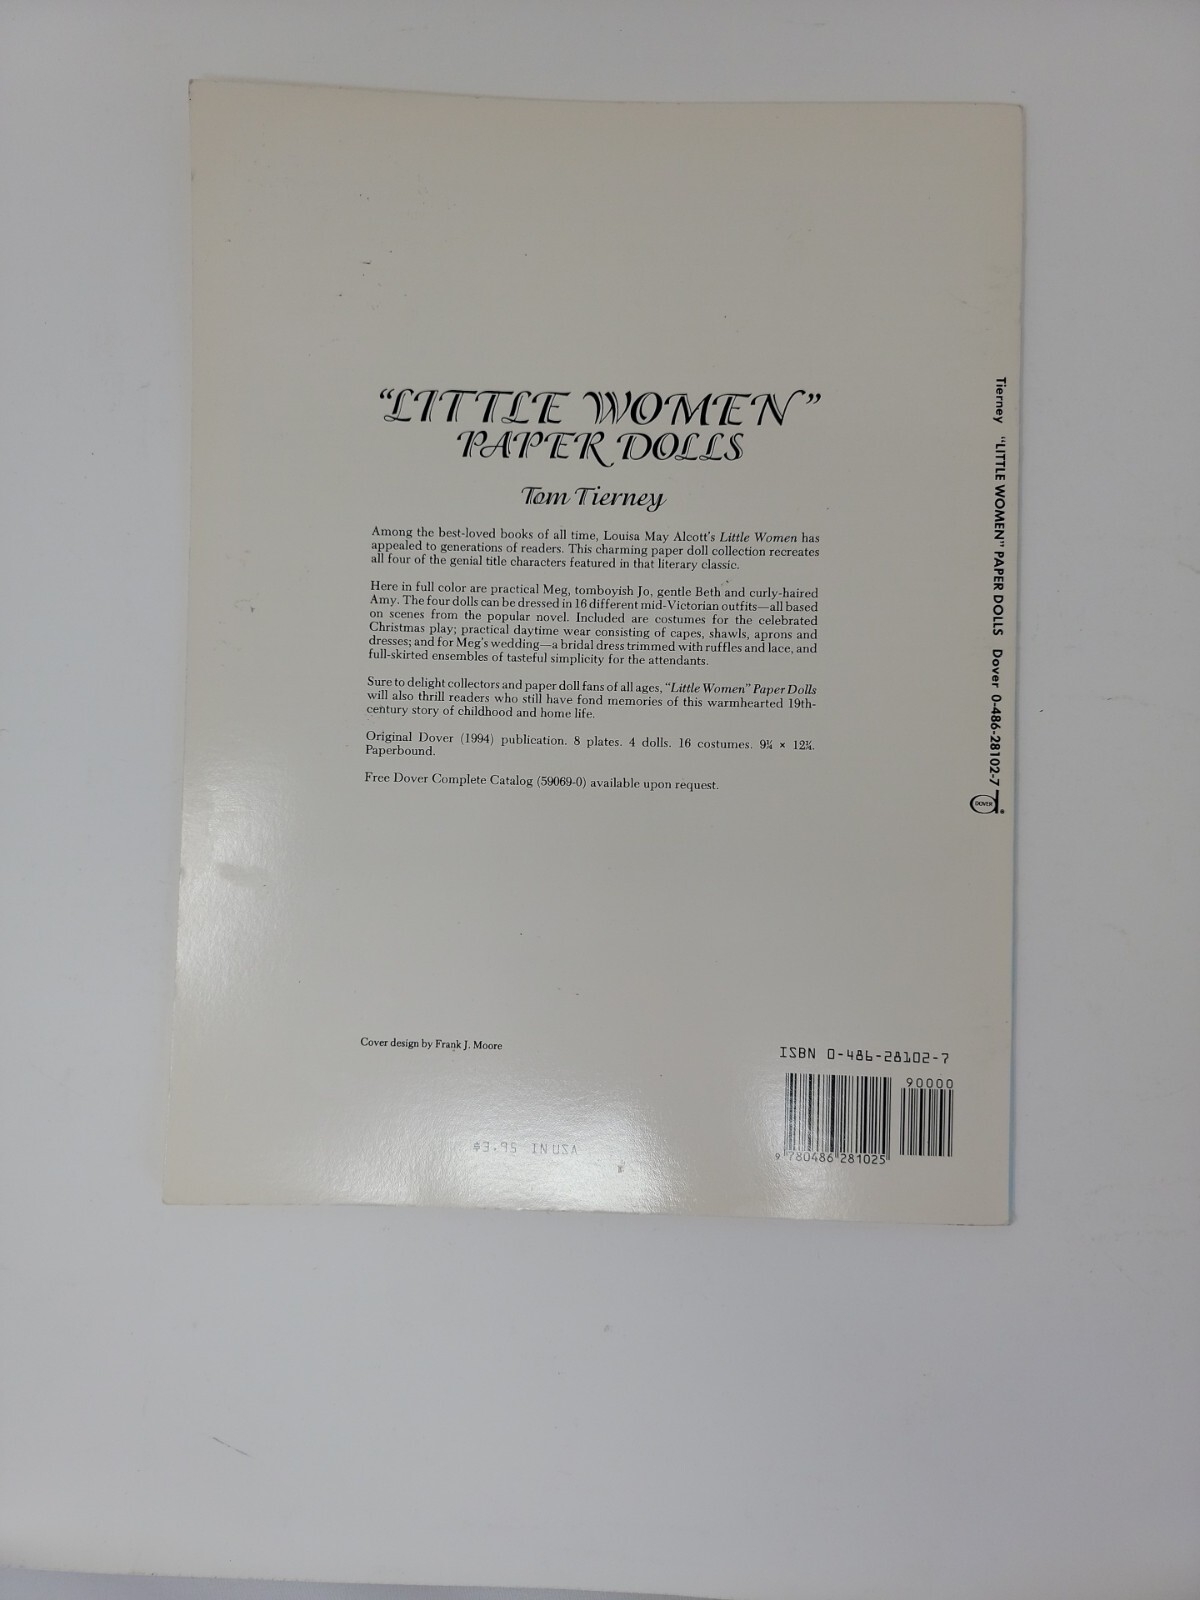 “LITTLE WOMEN”
PAPER DOLLS
Tom Tierney
Among the best-loved books of all time, Louisa May Alcott's Little Women has
appealed to generations of readers. This charming paper doll collection recreates
all four of the genial title characters featured in that literary classic.
Here in full color are practical Meg, tomboyish Jo, gentle Beth and curly-haired
Amy. The four dolls can be dressed in 16 different mid-Victorian outfits—all based
on scenes from the popular novel. Included are costumes for the celebrated
Christmas play; practical daytime wear consisting of capes, shawls, aprons and
dresses; and for Meg's wedding—a bridal dress trimmed with ruffles and lace, and
full-skirted ensembles of tasteful simplicity for the attendants.
Sure to delight collectors and paper doll fans of all ages, “Little Women” Paper Dolls
will also thrill readers who still have fond memories of this warmhearted 19th-
century story of childhood and home life.
Original Dover (1994) publication. 8 plates. 4 dolls. 16 costumes. 9¼ × 12¼.
Paperbound.
Free Dover Complete Catalog (59069-0) available upon request.
Cover design by Frank J. Moore
$3.95 IN USA
ISBN 0-486-28102-7
90000
9 780486 281025
Tierney “LITTLE WOMEN” PAPER DOLLS Dover 0-486-28102-7
DOVER